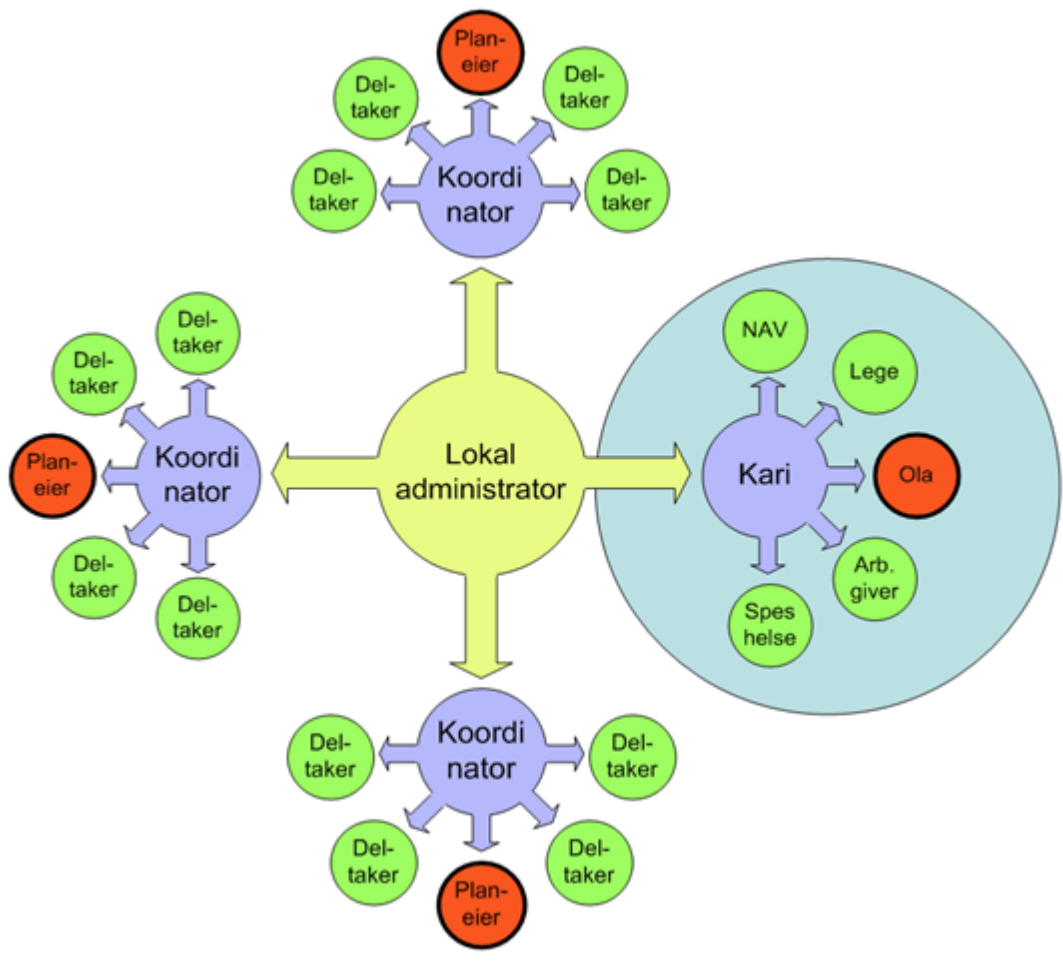 Plan-
eier
Del-
taker
Del-
taker
Del-
taker
Koordi
nator
Del-
taker
Del-
taker
Del-
taker
Plan-
eier
Koordi
nator
Del-
taker
Del-
taker
Lokal
administrator
NAV
Lege
Kari
Ola
Arb.
giver
Spes
helse
Koordi
nator
Del-
taker
Del-
taker
Del-
taker
Del-
taker
Plan-
eier